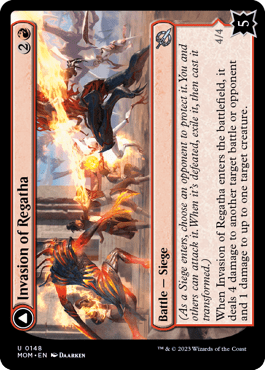 Invasion of Regatha
2
Battle — Siege
(As a Siege enters, choose an opponent to protect it. You and
others can attack it. When it's defeated, exile it, then cast it
transformed.)
When Invasion of Regatha enters the battlefield, it
deals 4 damage to another target battle or opponent
and 1 damage to up to one target creature.
4/4
5
U 0148
MOM • EN DAARKEN
™ & © 2023 Wizards of the Coast